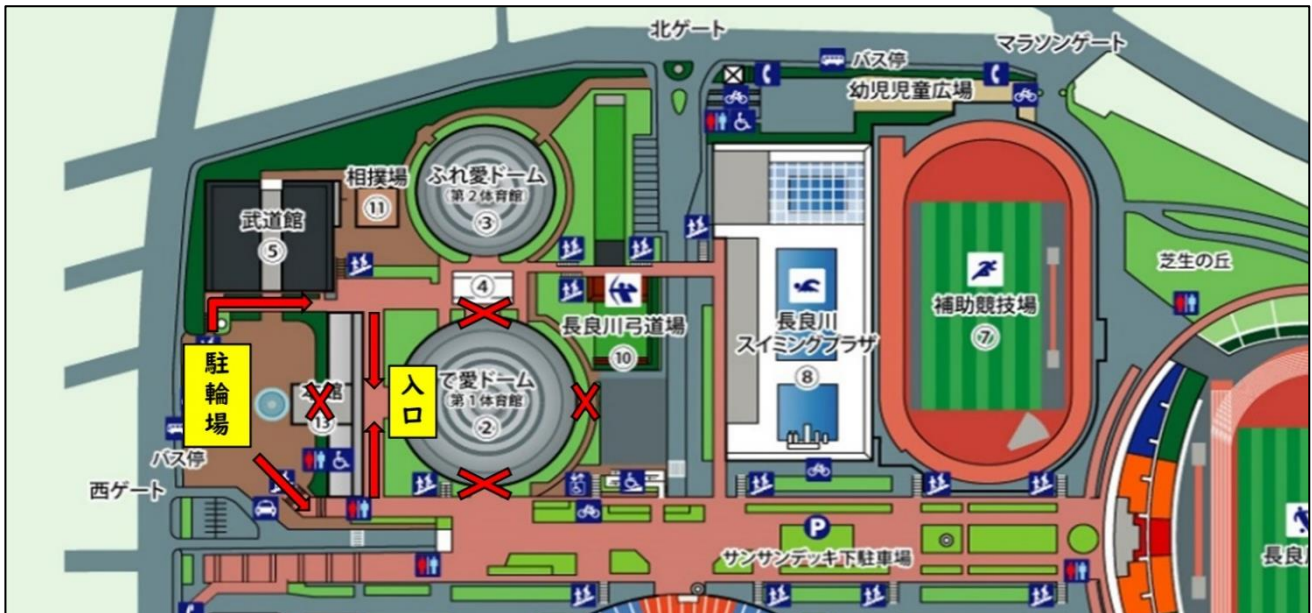 北ゲート
マラソンゲート
バス停
幼児児童広場
相撲場
⑪
ふれ愛ドーム
(第2体育館)
③
武道館
⑤
④
芝生の丘
補助競技場
⑦
長良川弓道場
⑩
長良川
スイミングプラザ
⑧
駐輪場
入口
で愛ドーム
(第1体育館)
②
館
⑬
バス停
西ゲート
P
サンサンデッキ下駐車場
長良